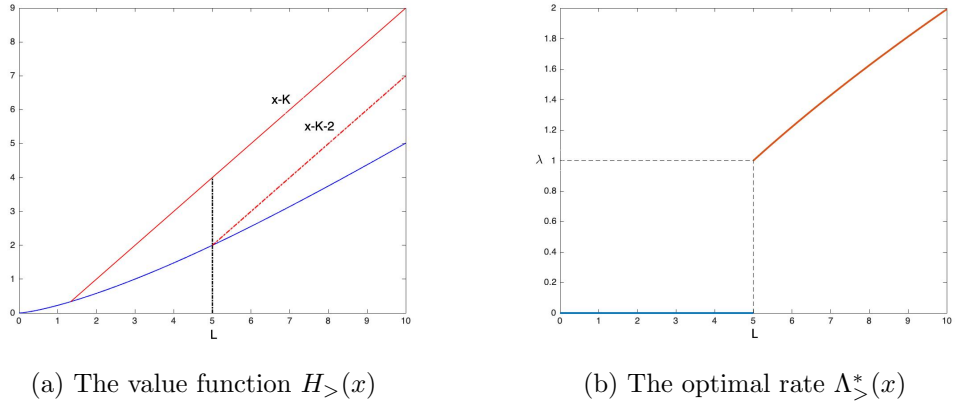 9
8
7
6
5
4
3
2
1
0
x-K
x-K-2
0 1 2 3 4 5 6 7 8 9 10
L
2
1.8
1.6
1.4
1.2
λ 1
0.8
0.6
0.4
0.2
0
0 1 2 3 4 5 6 7 8 9 10
L
(a) The value function $H_>(x)$
(b) The optimal rate $\Lambda^*_>(x)$